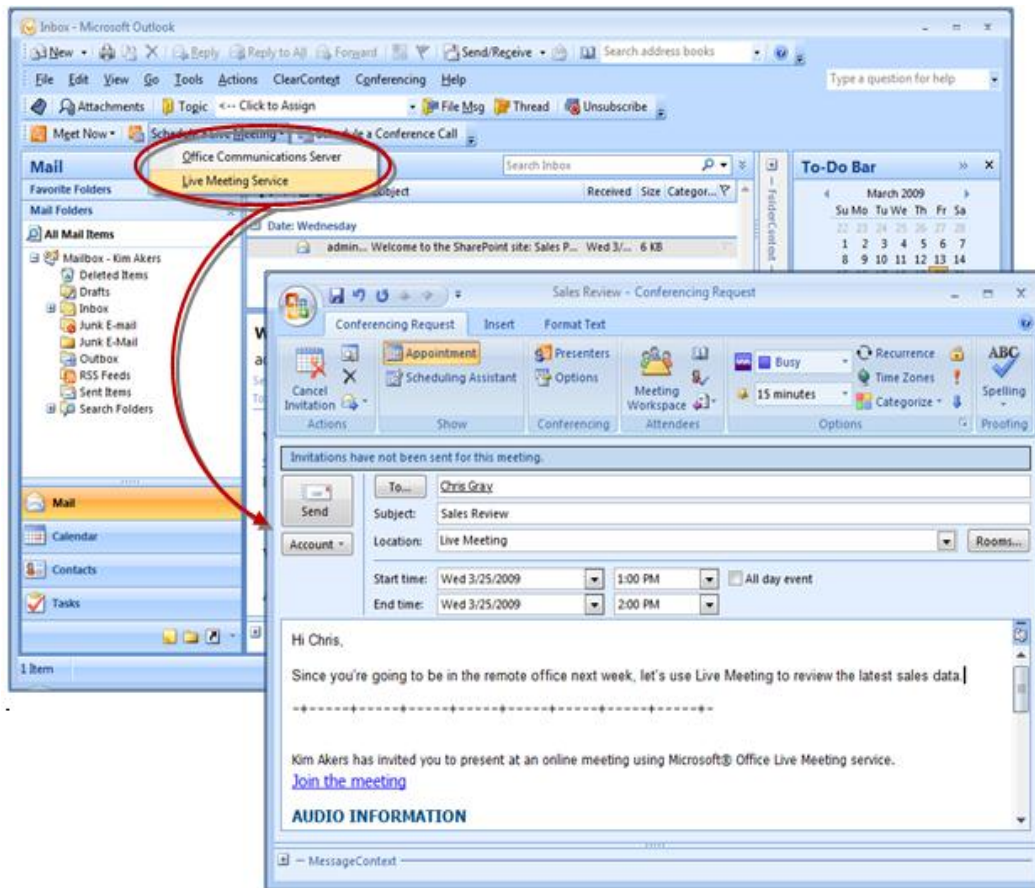 Inbox - Microsoft Outlook
New Reply Reply to All Forward Send/Receive Search address books
File Edit View Go Tools Actions ClearContext Conferencing Help Type a question for help
Attachments Topic <-- Click to Assign File Msg Thread Unsubscribe
Meet Now Schedule a Live Meeting Schedule a Conference Call
Office Communications Server
Live Meeting Service
Mail Search Inbox To-Do Bar
Favorite Folders Subject Received Size Categor...
Mail Folders March 2009
All Mail Items Date: Wednesday Su Mo Tu We Th Fr Sa
22 23 24 25 26 27 28
admin... Welcome to the SharePoint site: Sales P... Wed 3/... 6 KB 1 2 3 4 5 6 7
8 9 10 11 12 13 14
FolderContext
Mailbox - Kim Akers
Deleted Items
Drafts
Inbox
Junk E-mail
Junk E-Mail
Outbox
RSS Feeds
Sent Items
Search Folders
Mail
Calendar
Contacts
Tasks
1 Item
Sales Review - Conferencing Request
Conferencing Request Insert Format Text
Cancel Invitation
Appointment
Scheduling Assistant
Presenters
Options
Meeting Workspace
Busy
15 minutes
Recurrence
Time Zones
Categorize
ABC
Spelling
Actions Show Conferencing Attendees Options Proofing
Invitations have not been sent for this meeting.
Send
Account
To... Chris Gray
Subject: Sales Review
Location: Live Meeting Rooms...
Start time: Wed 3/25/2009 1:00 PM All day event
End time: Wed 3/25/2009 2:00 PM
Hi Chris,
Since you're going to be in the remote office next week, let's use Live Meeting to review the latest sales data.
-+-----+-----+-----+-----+-----+-----+-----+-
Kim Akers has invited you to present at an online meeting using Microsoft® Office Live Meeting service.
Join the meeting
AUDIO INFORMATION
MessageContext